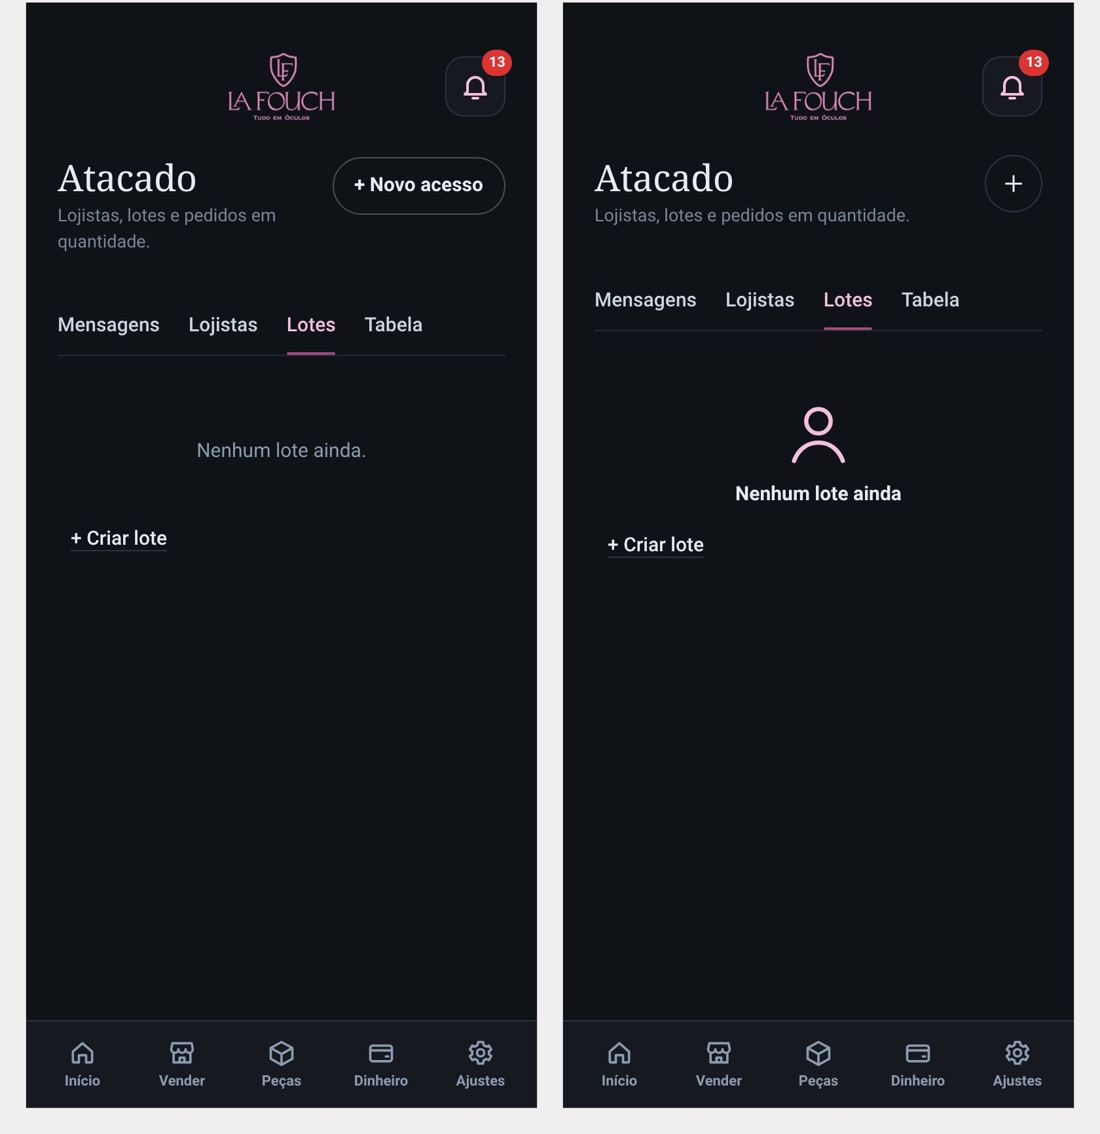 LF
LA FOUCH
TUDO EM ÓCULOS
13
Atacado
+ Novo acesso
Lojistas, lotes e pedidos em
quantidade.
Mensagens Lojistas Lotes Tabela
Nenhum lote ainda.
+ Criar lote
Início Vender Peças Dinheiro Ajustes
LF
LA FOUCH
TUDO EM ÓCULOS
13
Atacado
+
Lojistas, lotes e pedidos em quantidade.
Mensagens Lojistas Lotes Tabela
Nenhum lote ainda
+ Criar lote
Início Vender Peças Dinheiro Ajustes